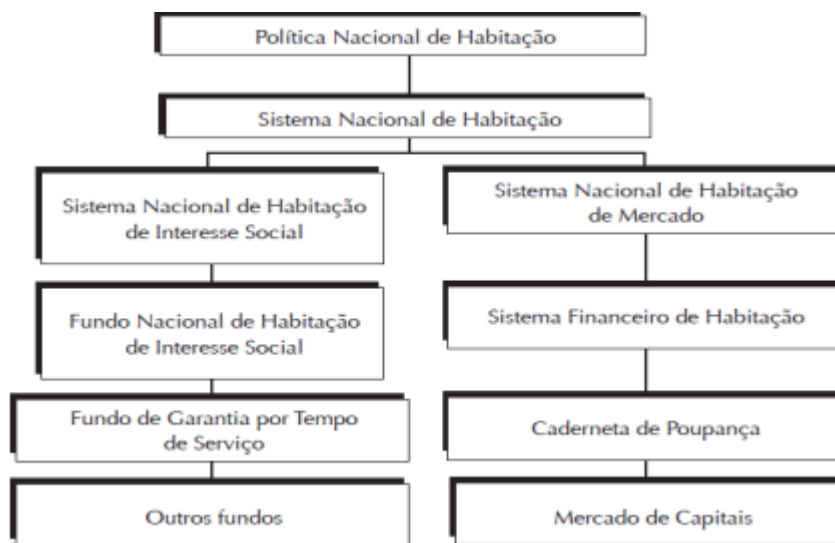 Política Nacional de Habitação
Sistema Nacional de Habitação
Sistema Nacional de Habitação
de Interesse Social
Fundo Nacional de Habitação
de Interesse Social
Fundo de Garantia por Tempo
de Serviço
Outros fundos
Sistema Nacional de Habitação
de Mercado
Sistema Financeiro de Habitação
Caderneta de Poupança
Mercado de Capitais